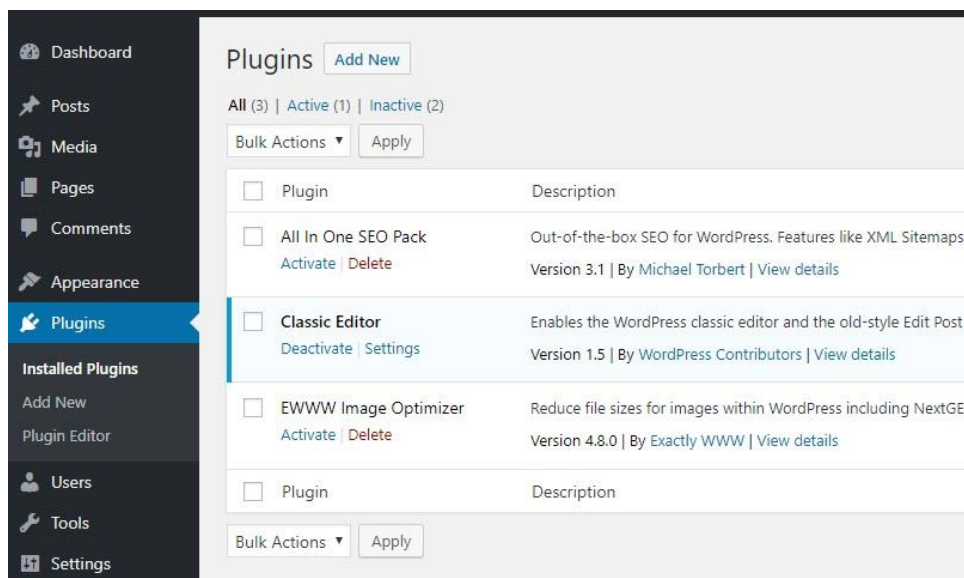 Dashboard
Posts
Media
Pages
Comments
Appearance
Plugins
Installed Plugins
Add New
Plugin Editor
Users
Tools
Settings
Plugins Add New
All (3) | Active (1) | Inactive (2)
Bulk Actions Apply
Plugin Description
All In One SEO Pack Out-of-the-box SEO for WordPress. Features like XML Sitemaps
Activate | Delete Version 3.1 | By Michael Torbert | View details
Classic Editor Enables the WordPress classic editor and the old-style Edit Post
Deactivate | Settings Version 1.5 | By WordPress Contributors | View details
EWWW Image Optimizer Reduce file sizes for images within WordPress including NextGE
Activate | Delete Version 4.8.0 | By Exactly WWW | View details
Plugin Description
Bulk Actions Apply